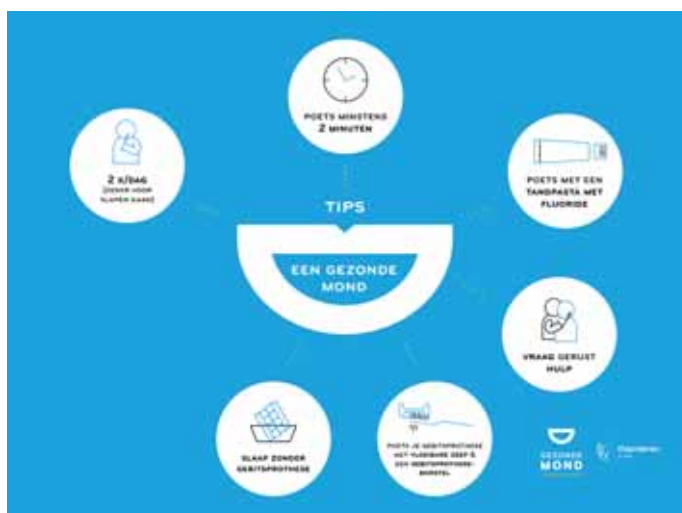 POETS MINSTENS
2 MINUTEN
2 X/DAG
ZEKER VOOR
SLAPEN GAAN
POETS MET EEN
TANDPASTA MET
FLUORIDE
TIPS
EEN GEZONDE
MOND
VRAAG GERUST
HULP
SLAAP ZONDER
GEBITSPROTHESE
POETS JE GEBITSPROTHESE
MET VLOEIBARE ZEEP &
EEN GEBITSPROTHESE-
BORSTEL
GEZONDE
MOND
Vlaanderen